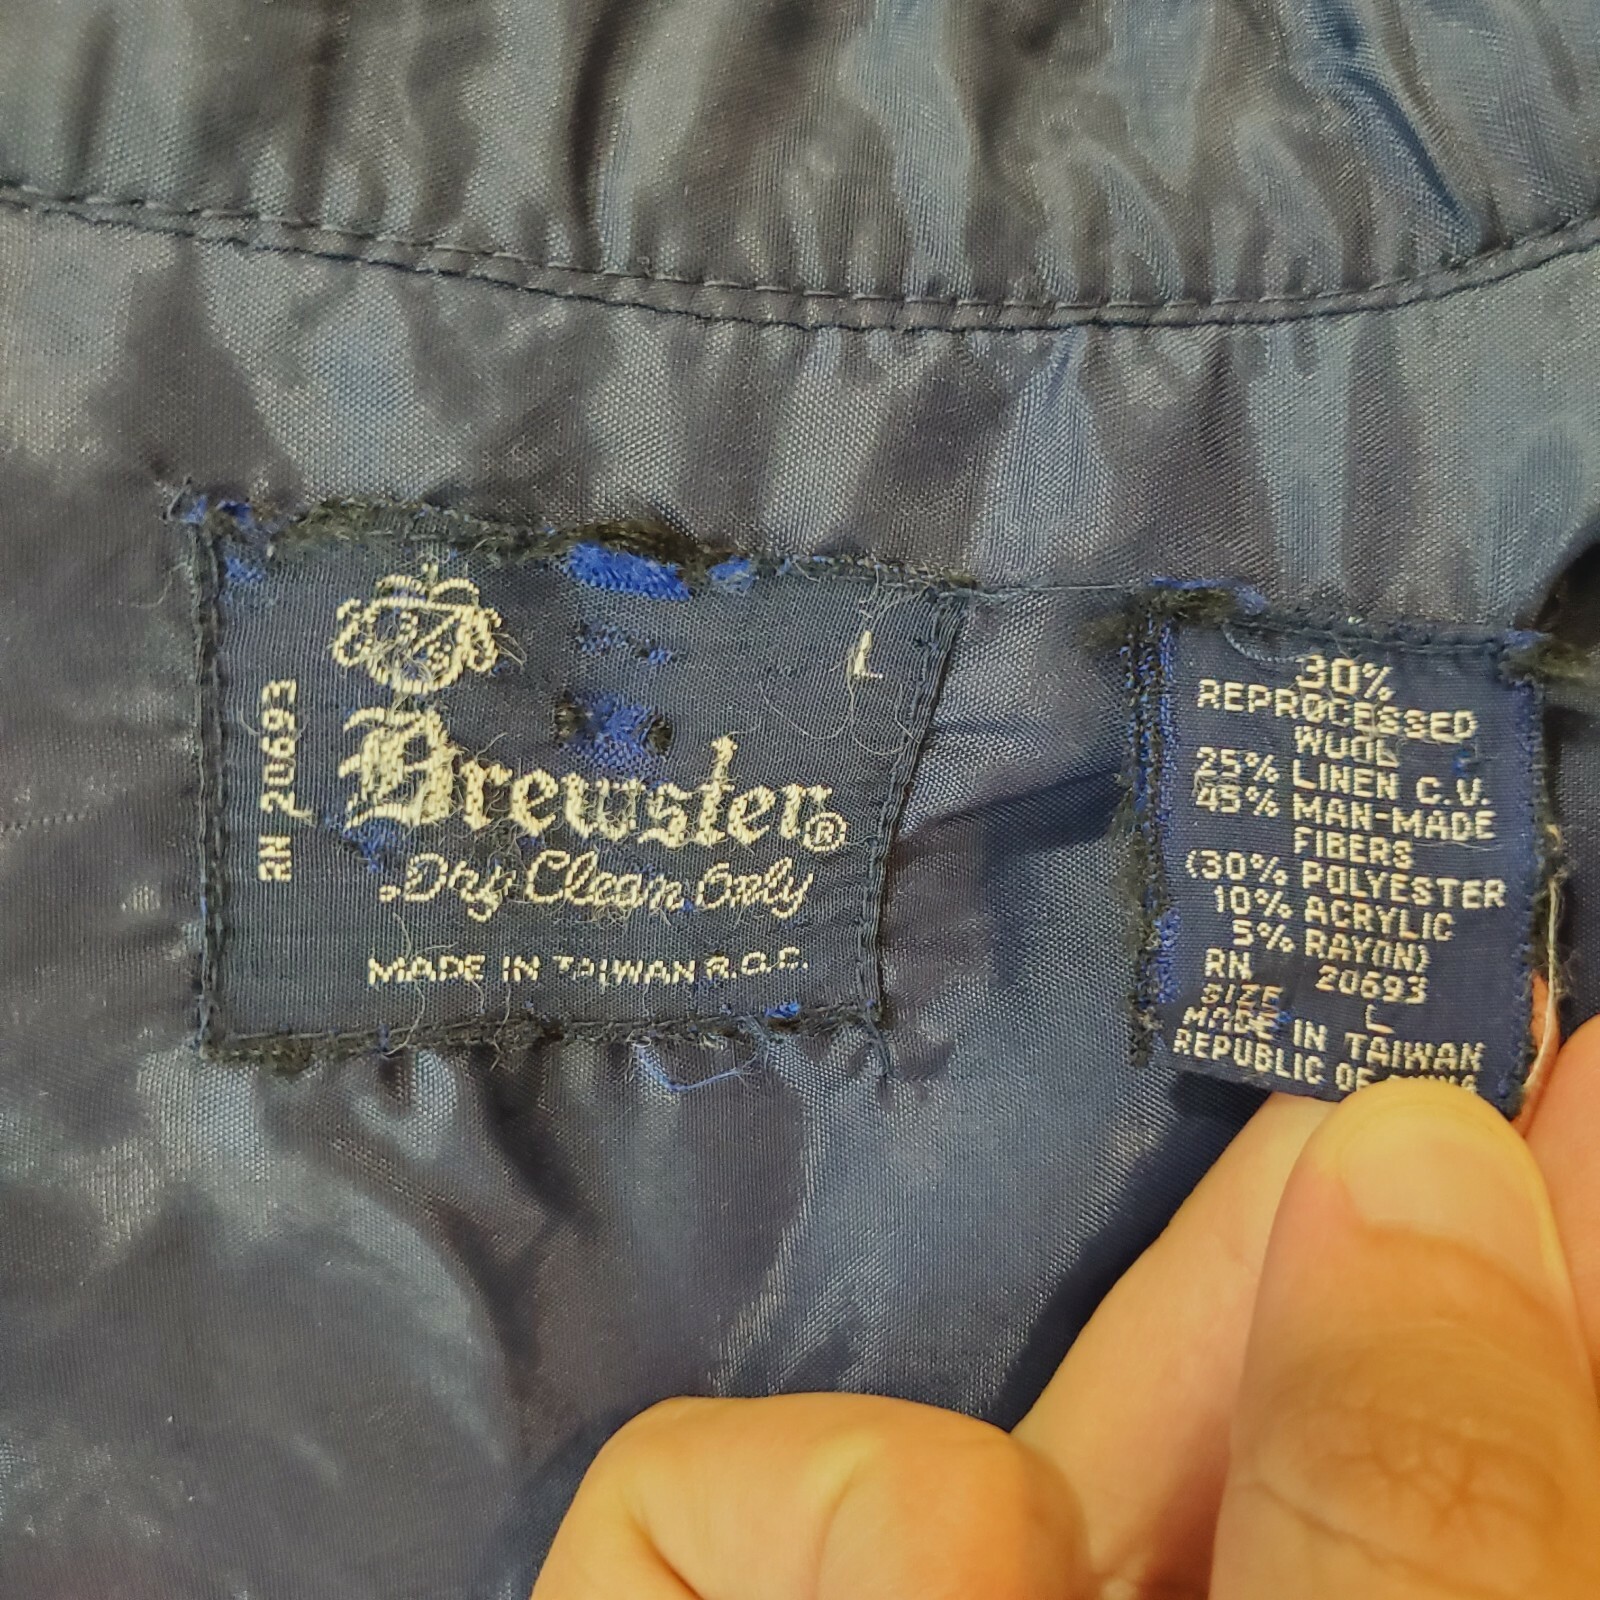 L
RN 20693
Brewster®
Dry Clean Only
MADE IN TAIWAN R.O.C.
30%
REPROCESSED
WOOL
25% LINEN C.V.
45% MAN-MADE
FIBERS
(30% POLYESTER
10% ACRYLIC
5% RAYON)
RN 20693
SIZE L
MADE IN TAIWAN
REPUBLIC OF CHINA